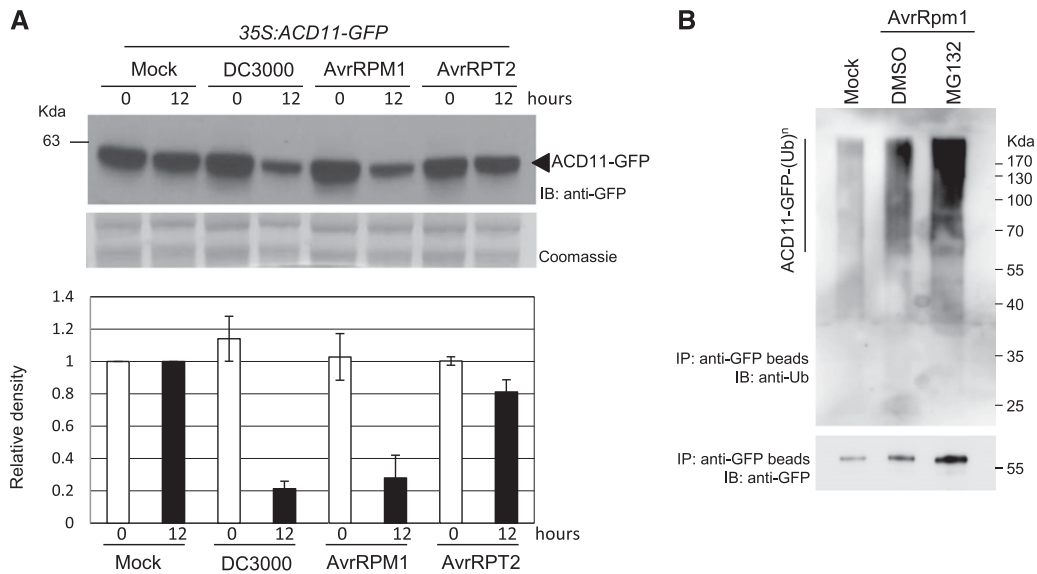 A
35S:ACD11-GFP
Mock DC3000 AvrRPM1 AvrRPT2
0 12 0 12 0 12 0 12 hours
Kda
63
ACD11-GFP
IB: anti-GFP
Coomassie
1.4
1.2
1
0.8
0.6
0.4
0.2
0
Relative density
0 12 0 12 0 12 0 12 hours
Mock DC3000 AvrRPM1 AvrRPT2
B
AvrRpm1
Mock DMSO MG132
ACD11-GFP-(Ub)ⁿ
Kda
170
130
100
70
55
40
35
25
IP: anti-GFP beads
IB: anti-Ub
IP: anti-GFP beads
IB: anti-GFP
55